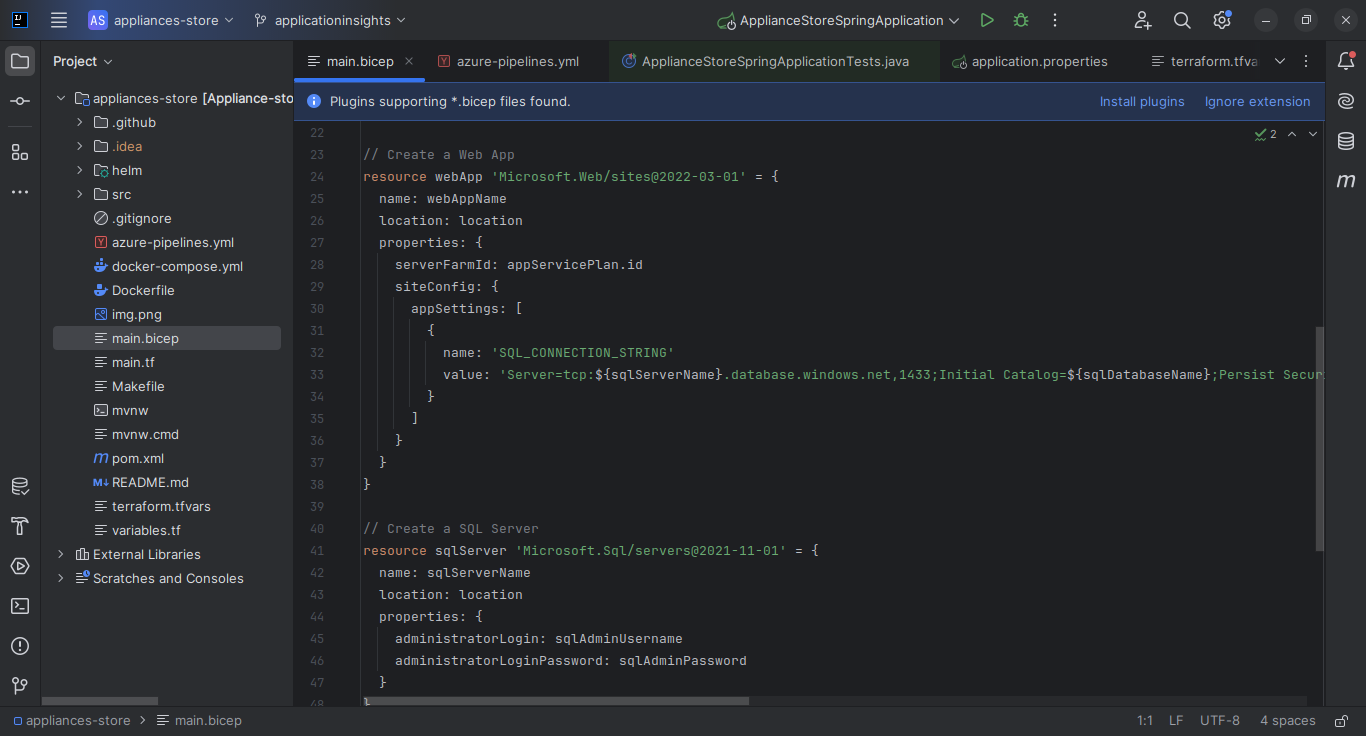 AS appliances-store applicationinsights ApplianceStoreSpringApplication
Project
main.bicep azure-pipelines.yml ApplianceStoreSpringApplicationTests.java application.properties terraform.tfva
Plugins supporting *.bicep files found. Install plugins Ignore extension
appliances-store [Appliance-sto
.github
.idea
helm
src
.gitignore
azure-pipelines.yml
docker-compose.yml
Dockerfile
img.png
main.bicep
main.tf
Makefile
mvnw
mvnw.cmd
pom.xml
README.md
terraform.tfvars
variables.tf
External Libraries
Scratches and Consoles
2
22
23 // Create a Web App
24 resource webApp 'Microsoft.Web/sites@2022-03-01' = {
25 name: webAppName
26 location: location
27 properties: {
28 serverFarmId: appServicePlan.id
29 siteConfig: {
30 appSettings: [
31 {
32 name: 'SQL_CONNECTION_STRING'
33 value: 'Server=tcp:${sqlServerName}.database.windows.net,1433;Initial Catalog=${sqlDatabaseName};Persist Secur
34 }
35 ]
36 }
37 }
38 }
39
40 // Create a SQL Server
41 resource sqlServer 'Microsoft.Sql/servers@2021-11-01' = {
42 name: sqlServerName
43 location: location
44 properties: {
45 administratorLogin: sqlAdminUsername
46 administratorLoginPassword: sqlAdminPassword
47 }
48 }
appliances-store main.bicep 1:1 LF UTF-8 4 spaces